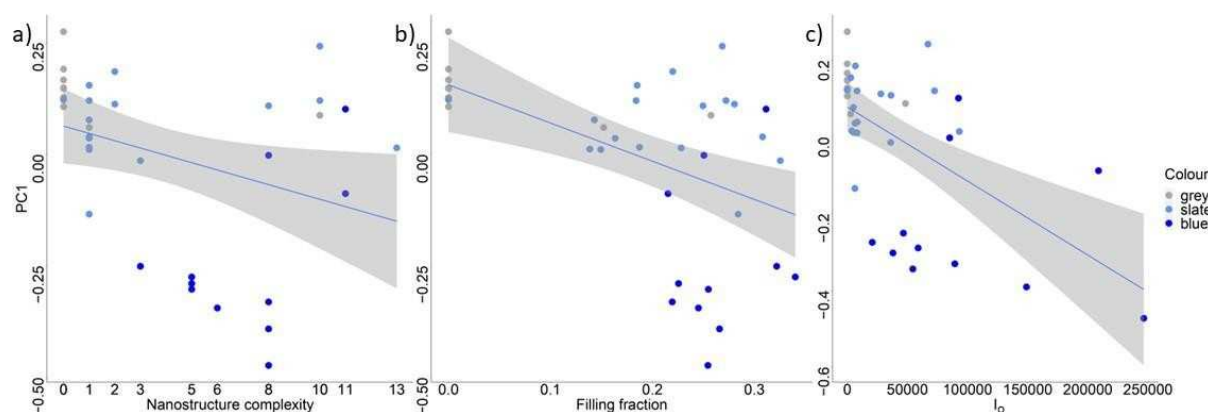 a)
0.25
0.00
−0.25
−0.50
PC1
0 1 2 3 5 6 8 10 11 13
Nanostructure complexity
b)
0.25
0.00
−0.25
−0.50
0.0 0.1 0.2 0.3
Filling fraction
c)
0.2
0.0
−0.2
−0.4
−0.6
0 50000 100000 150000 200000 250000
I₀
Colour
grey
slate
blue